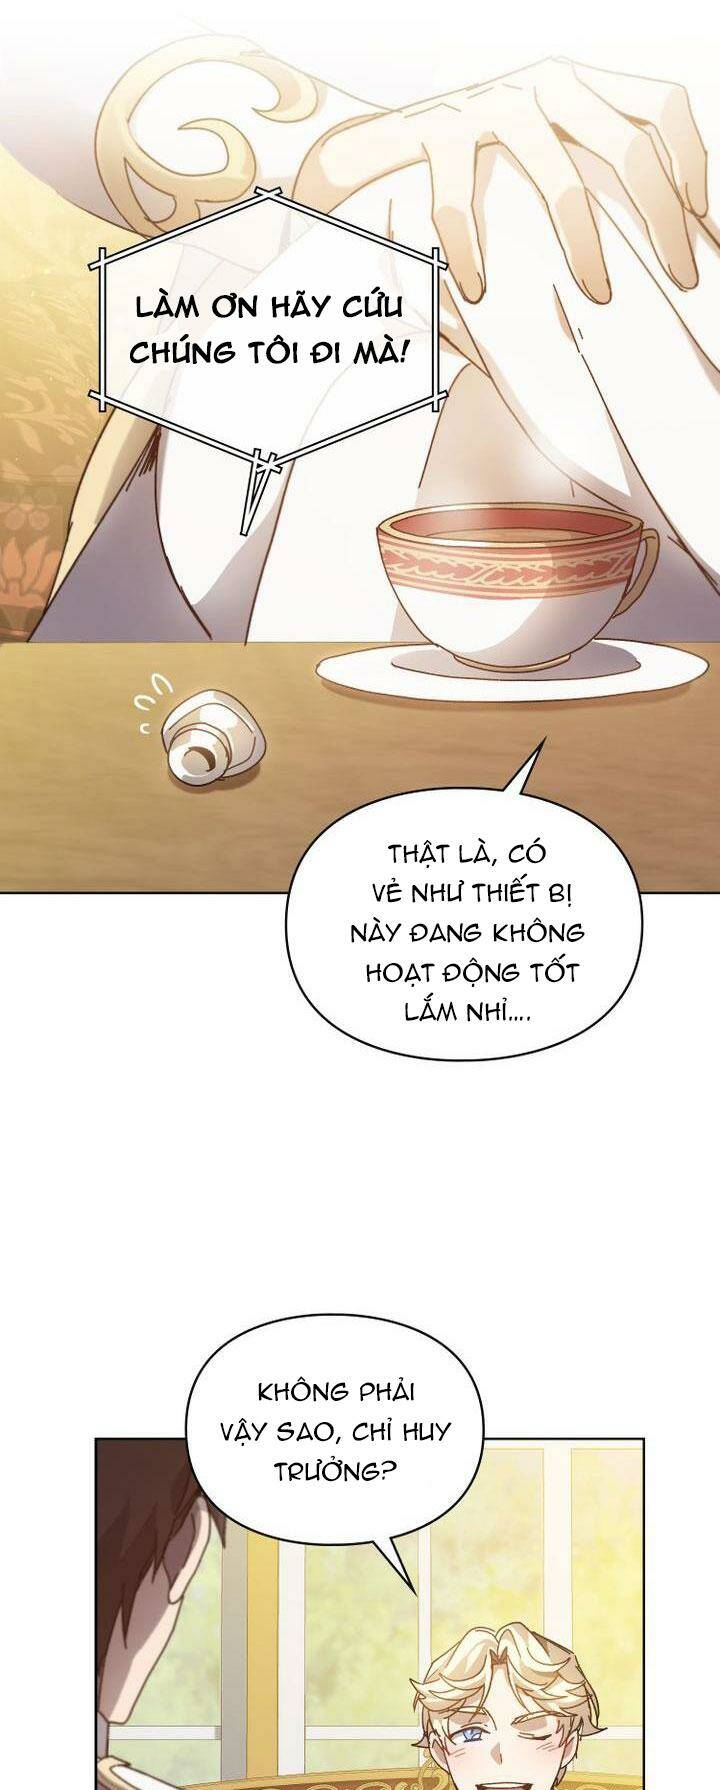 LÀM ƠN HÃY CỨU
CHÚNG TÔI ĐI MÀ!
THẬT LÀ, CÓ
VẺ NHƯ THIẾT BỊ
NÀY ĐANG KHÔNG
HOẠT ĐỘNG TỐT
LẮM NHỈ....
KHÔNG PHẢI
VẬY SAO, CHỈ HUY
TRƯỞNG?